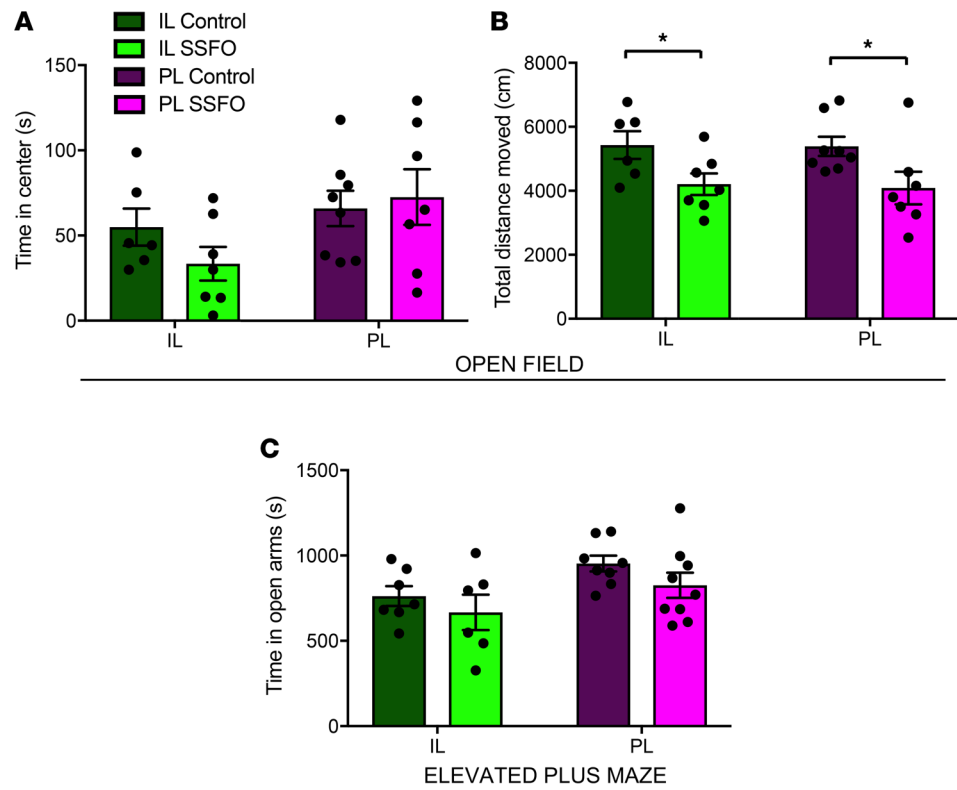 A
IL Control
IL SSFO
PL Control
PL SSFO
Time in center (s)
150
100
50
0
IL PL
B
* *
Total distance moved (cm)
8000
6000
4000
2000
0
IL PL
OPEN FIELD
C
Time in open arms (s)
1500
1000
500
0
IL PL
ELEVATED PLUS MAZE